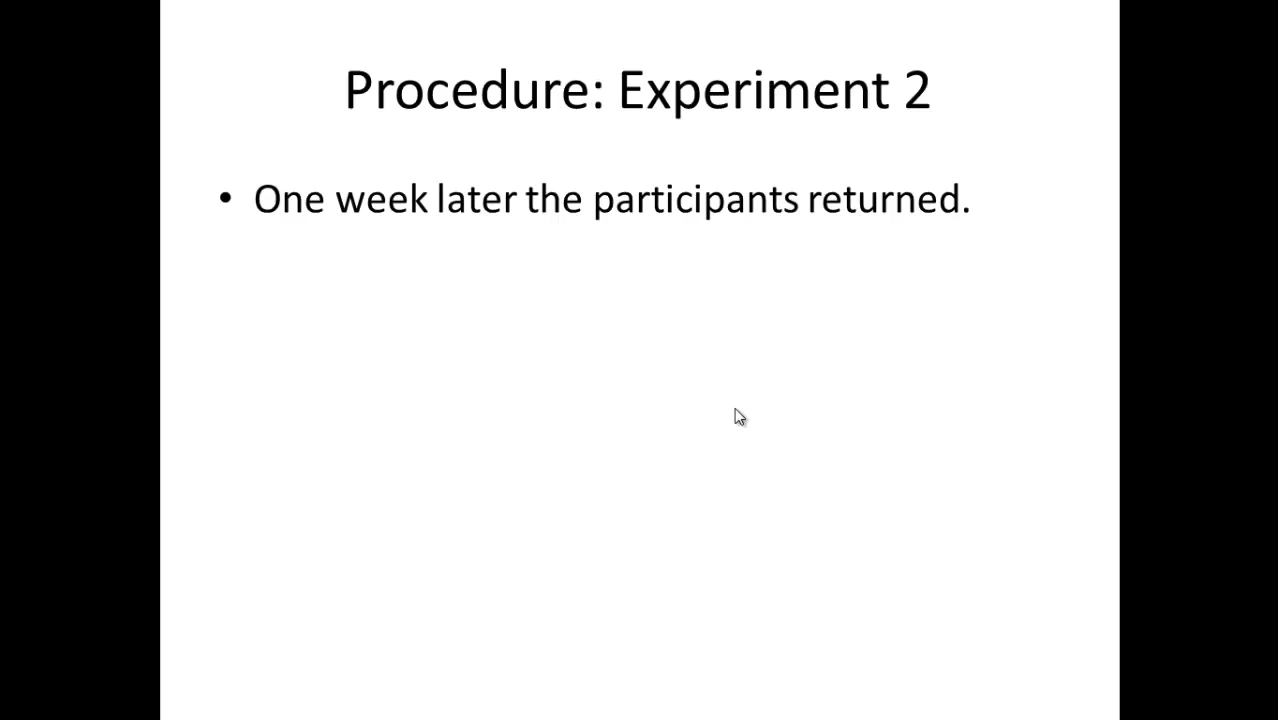 Procedure: Experiment 2
• One week later the participants returned.